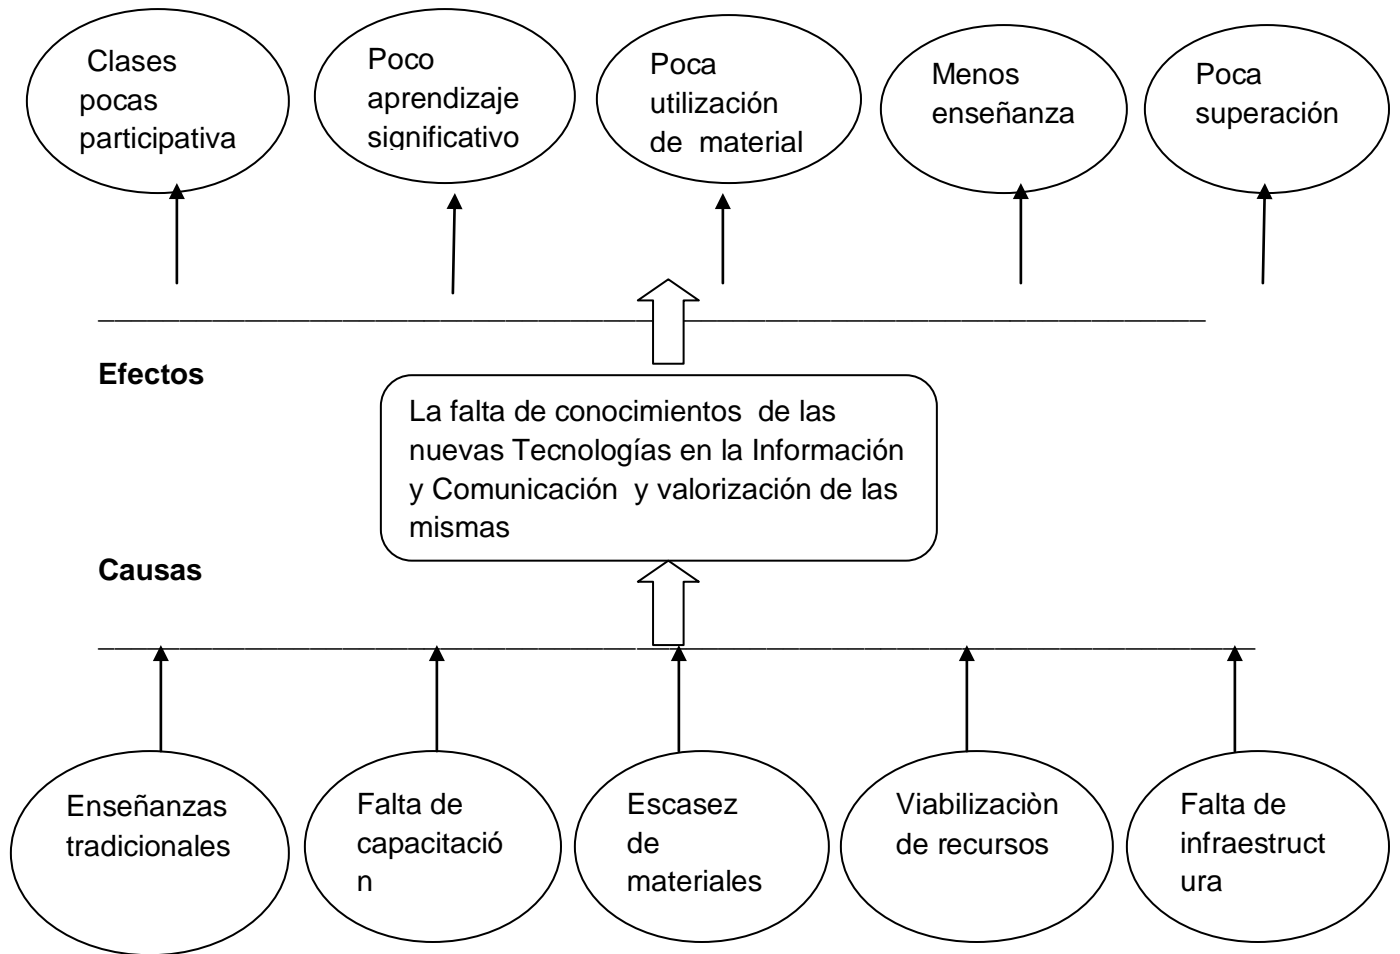 Clases
pocas
participativa
Poco
aprendizaje
significativo
Poca
utilización
de material
Menos
enseñanza
Poca
superación
Efectos
La falta de conocimientos de las
nuevas Tecnologías en la Información
y Comunicación y valorización de las
mismas
Causas
Enseñanzas
tradicionales
Falta de
capacitació
n
Escasez
de
materiales
Viabilizaciòn
de recursos
Falta de
infraestruct
ura